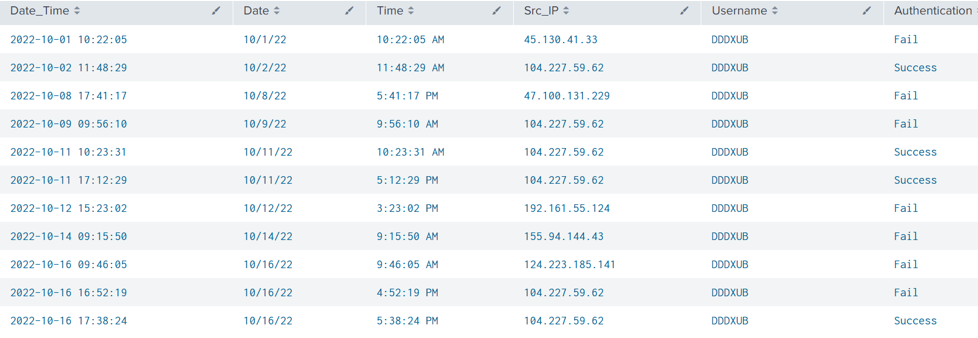 Date_Time Date Time Src_IP Username Authentication
2022-10-01 10:22:05 10/1/22 10:22:05 AM 45.130.41.33 DDDXUB Fail
2022-10-02 11:48:29 10/2/22 11:48:29 AM 104.227.59.62 DDDXUB Success
2022-10-08 17:41:17 10/8/22 5:41:17 PM 47.100.131.229 DDDXUB Fail
2022-10-09 09:56:10 10/9/22 9:56:10 AM 104.227.59.62 DDDXUB Fail
2022-10-11 10:23:31 10/11/22 10:23:31 AM 104.227.59.62 DDDXUB Success
2022-10-11 17:12:29 10/11/22 5:12:29 PM 104.227.59.62 DDDXUB Success
2022-10-12 15:23:02 10/12/22 3:23:02 PM 192.161.55.124 DDDXUB Fail
2022-10-14 09:15:50 10/14/22 9:15:50 AM 155.94.144.43 DDDXUB Fail
2022-10-16 09:46:05 10/16/22 9:46:05 AM 124.223.185.141 DDDXUB Fail
2022-10-16 16:52:19 10/16/22 4:52:19 PM 104.227.59.62 DDDXUB Fail
2022-10-16 17:38:24 10/16/22 5:38:24 PM 104.227.59.62 DDDXUB Success